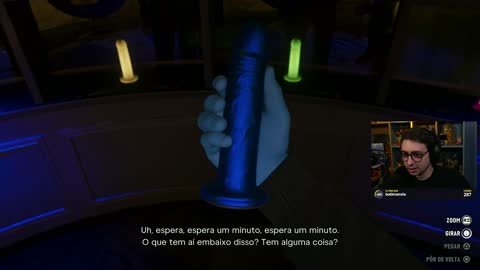 Uh, espera, espera um minuto, espera um minuto.
O que tem aí embaixo disso? Tem alguma coisa?
287
ZOOM
GIRAR
PEGAR
PÔR DE VOLTA